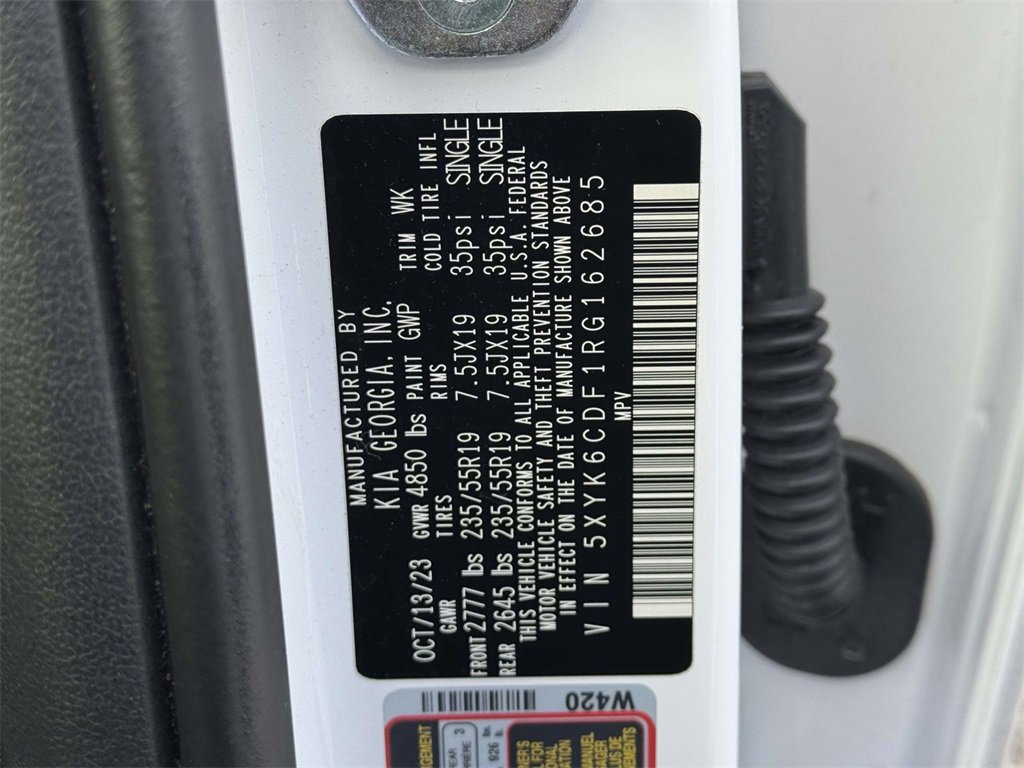 MANUFACTURED BY
KIA GEORGIA, INC.
OCT/13/23 GVWR 4850 lbs PAINT GWP TRIM WK
GAWR TIRES RIMS COLD TIRE INFL
FRONT 2777 lbs 235/55R19 7.5JX19 35psi SINGLE
REAR 2645 lbs 235/55R19 7.5JX19 35psi SINGLE
THIS VEHICLE CONFORMS TO ALL APPLICABLE U.S.A. FEDERAL
MOTOR VEHICLE SAFETY AND THEFT PREVENTION STANDARDS
IN EFFECT ON THE DATE OF MANUFACTURE SHOWN ABOVE
VIN 5XYK6CDF1RG162685
MPV
W420
REAR 3
926